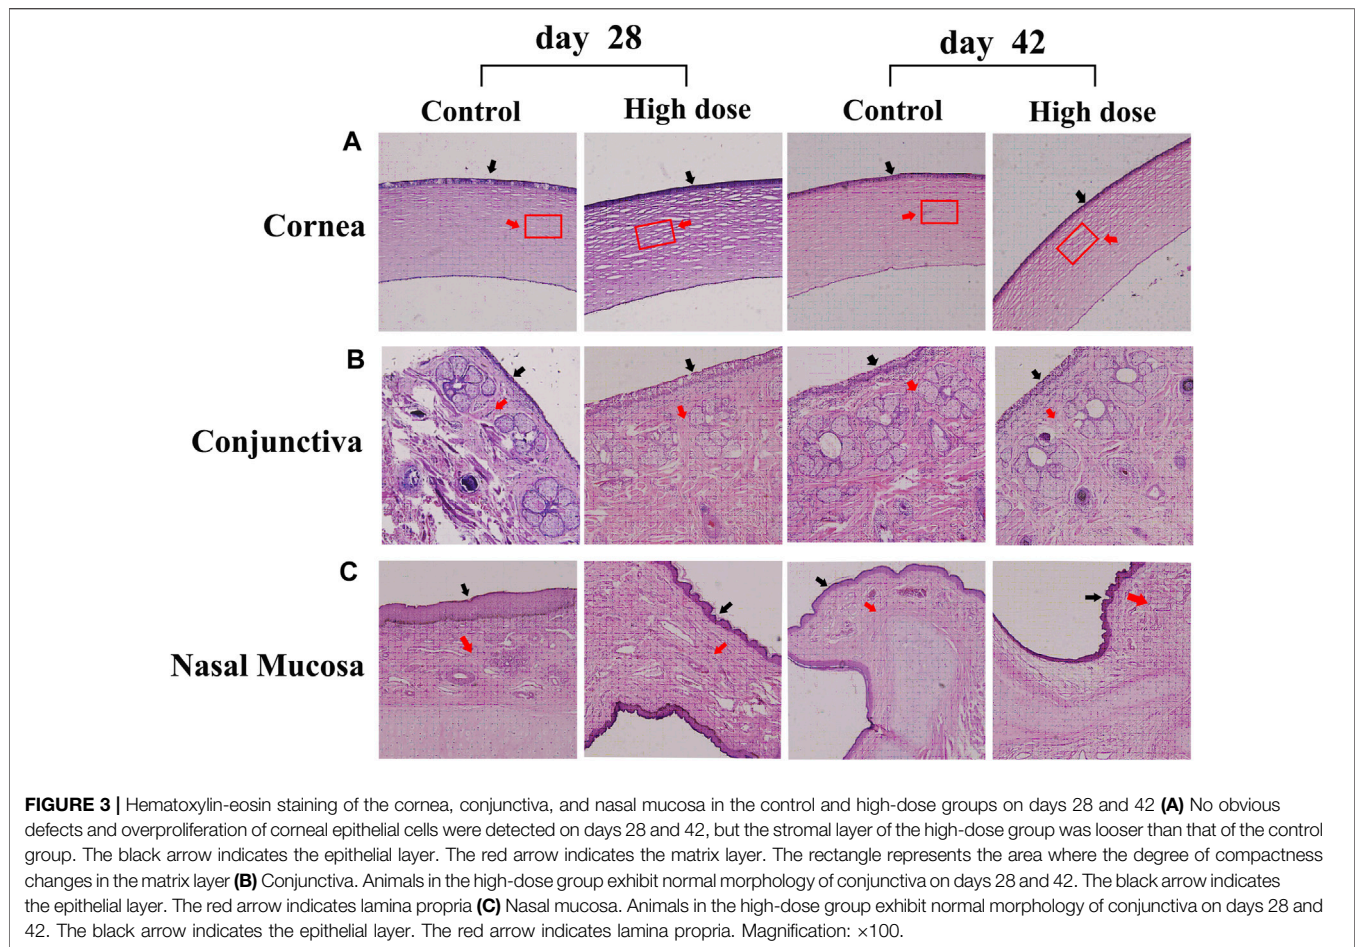 day 28
day 42
Control
High dose
Control
High dose
A
Cornea
B
Conjunctiva
C
Nasal Mucosa
FIGURE 3 | Hematoxylin-eosin staining of the cornea, conjunctiva, and nasal mucosa in the control and high-dose groups on days 28 and 42 (A) No obvious
defects and overproliferation of corneal epithelial cells were detected on days 28 and 42, but the stromal layer of the high-dose group was looser than that of the control
group. The black arrow indicates the epithelial layer. The red arrow indicates the matrix layer. The rectangle represents the area where the degree of compactness
changes in the matrix layer (B) Conjunctiva. Animals in the high-dose group exhibit normal morphology of conjunctiva on days 28 and 42. The black arrow indicates
the epithelial layer. The red arrow indicates lamina propria (C) Nasal mucosa. Animals in the high-dose group exhibit normal morphology of conjunctiva on days 28 and
42. The black arrow indicates the epithelial layer. The red arrow indicates lamina propria. Magnification: ×100.